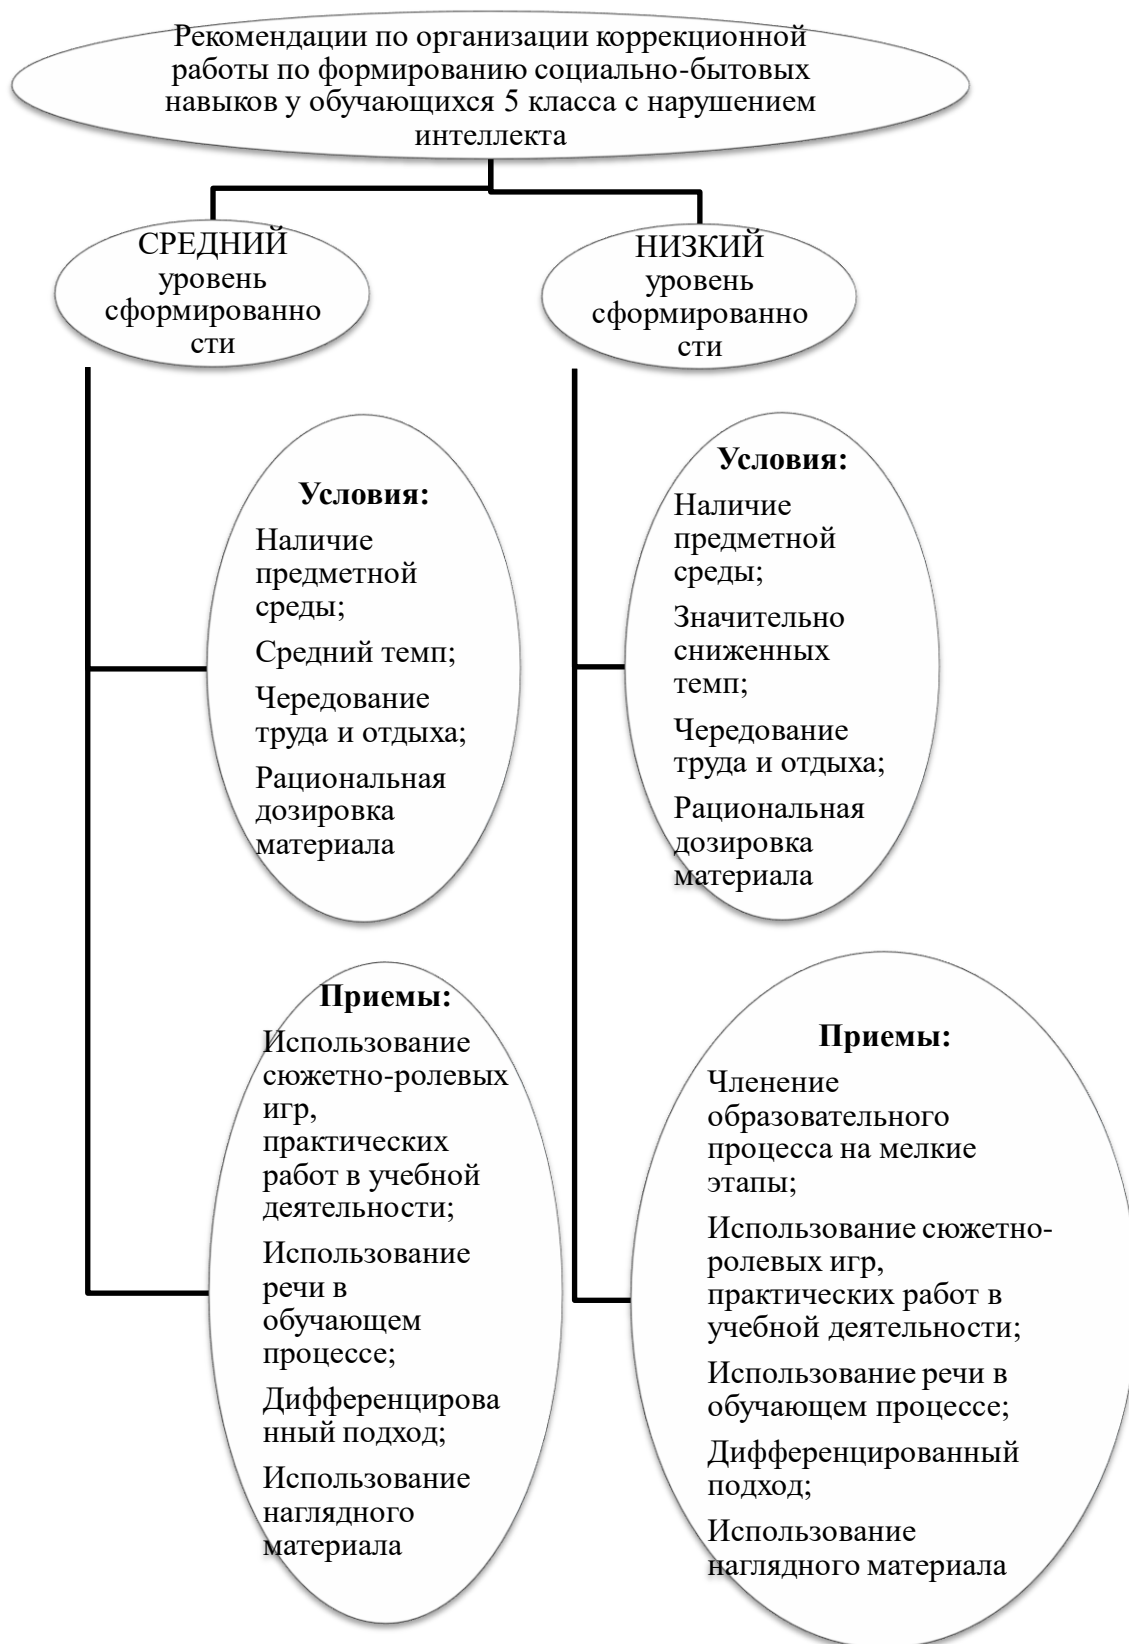 Рекомендации по организации коррекционной
работы по формированию социально-бытовых
навыков у обучающихся 5 класса с нарушением
интеллекта
СРЕДНИЙ
уровень
сформированно
сти
НИЗКИЙ
уровень
сформированно
сти
Условия:
Наличие
предметной
среды;
Средний темп;
Чередование
труда и отдыха;
Рациональная
дозировка
материала
Условия:
Наличие
предметной
среды;
Значительно
сниженных
темп;
Чередование
труда и отдыха;
Рациональная
дозировка
материала
Приемы:
Использование
сюжетно-ролевых
игр,
практических
работ в учебной
деятельности;
Использование
речи в
обучающем
процессе;
Дифференцирова
нный подход;
Использование
наглядного
материала
Приемы:
Членение
образовательного
процесса на мелкие
этапы;
Использование сюжетно-
ролевых игр,
практических работ в
учебной деятельности;
Использование речи в
обучающем процессе;
Дифференцированный
подход;
Использование
наглядного материала